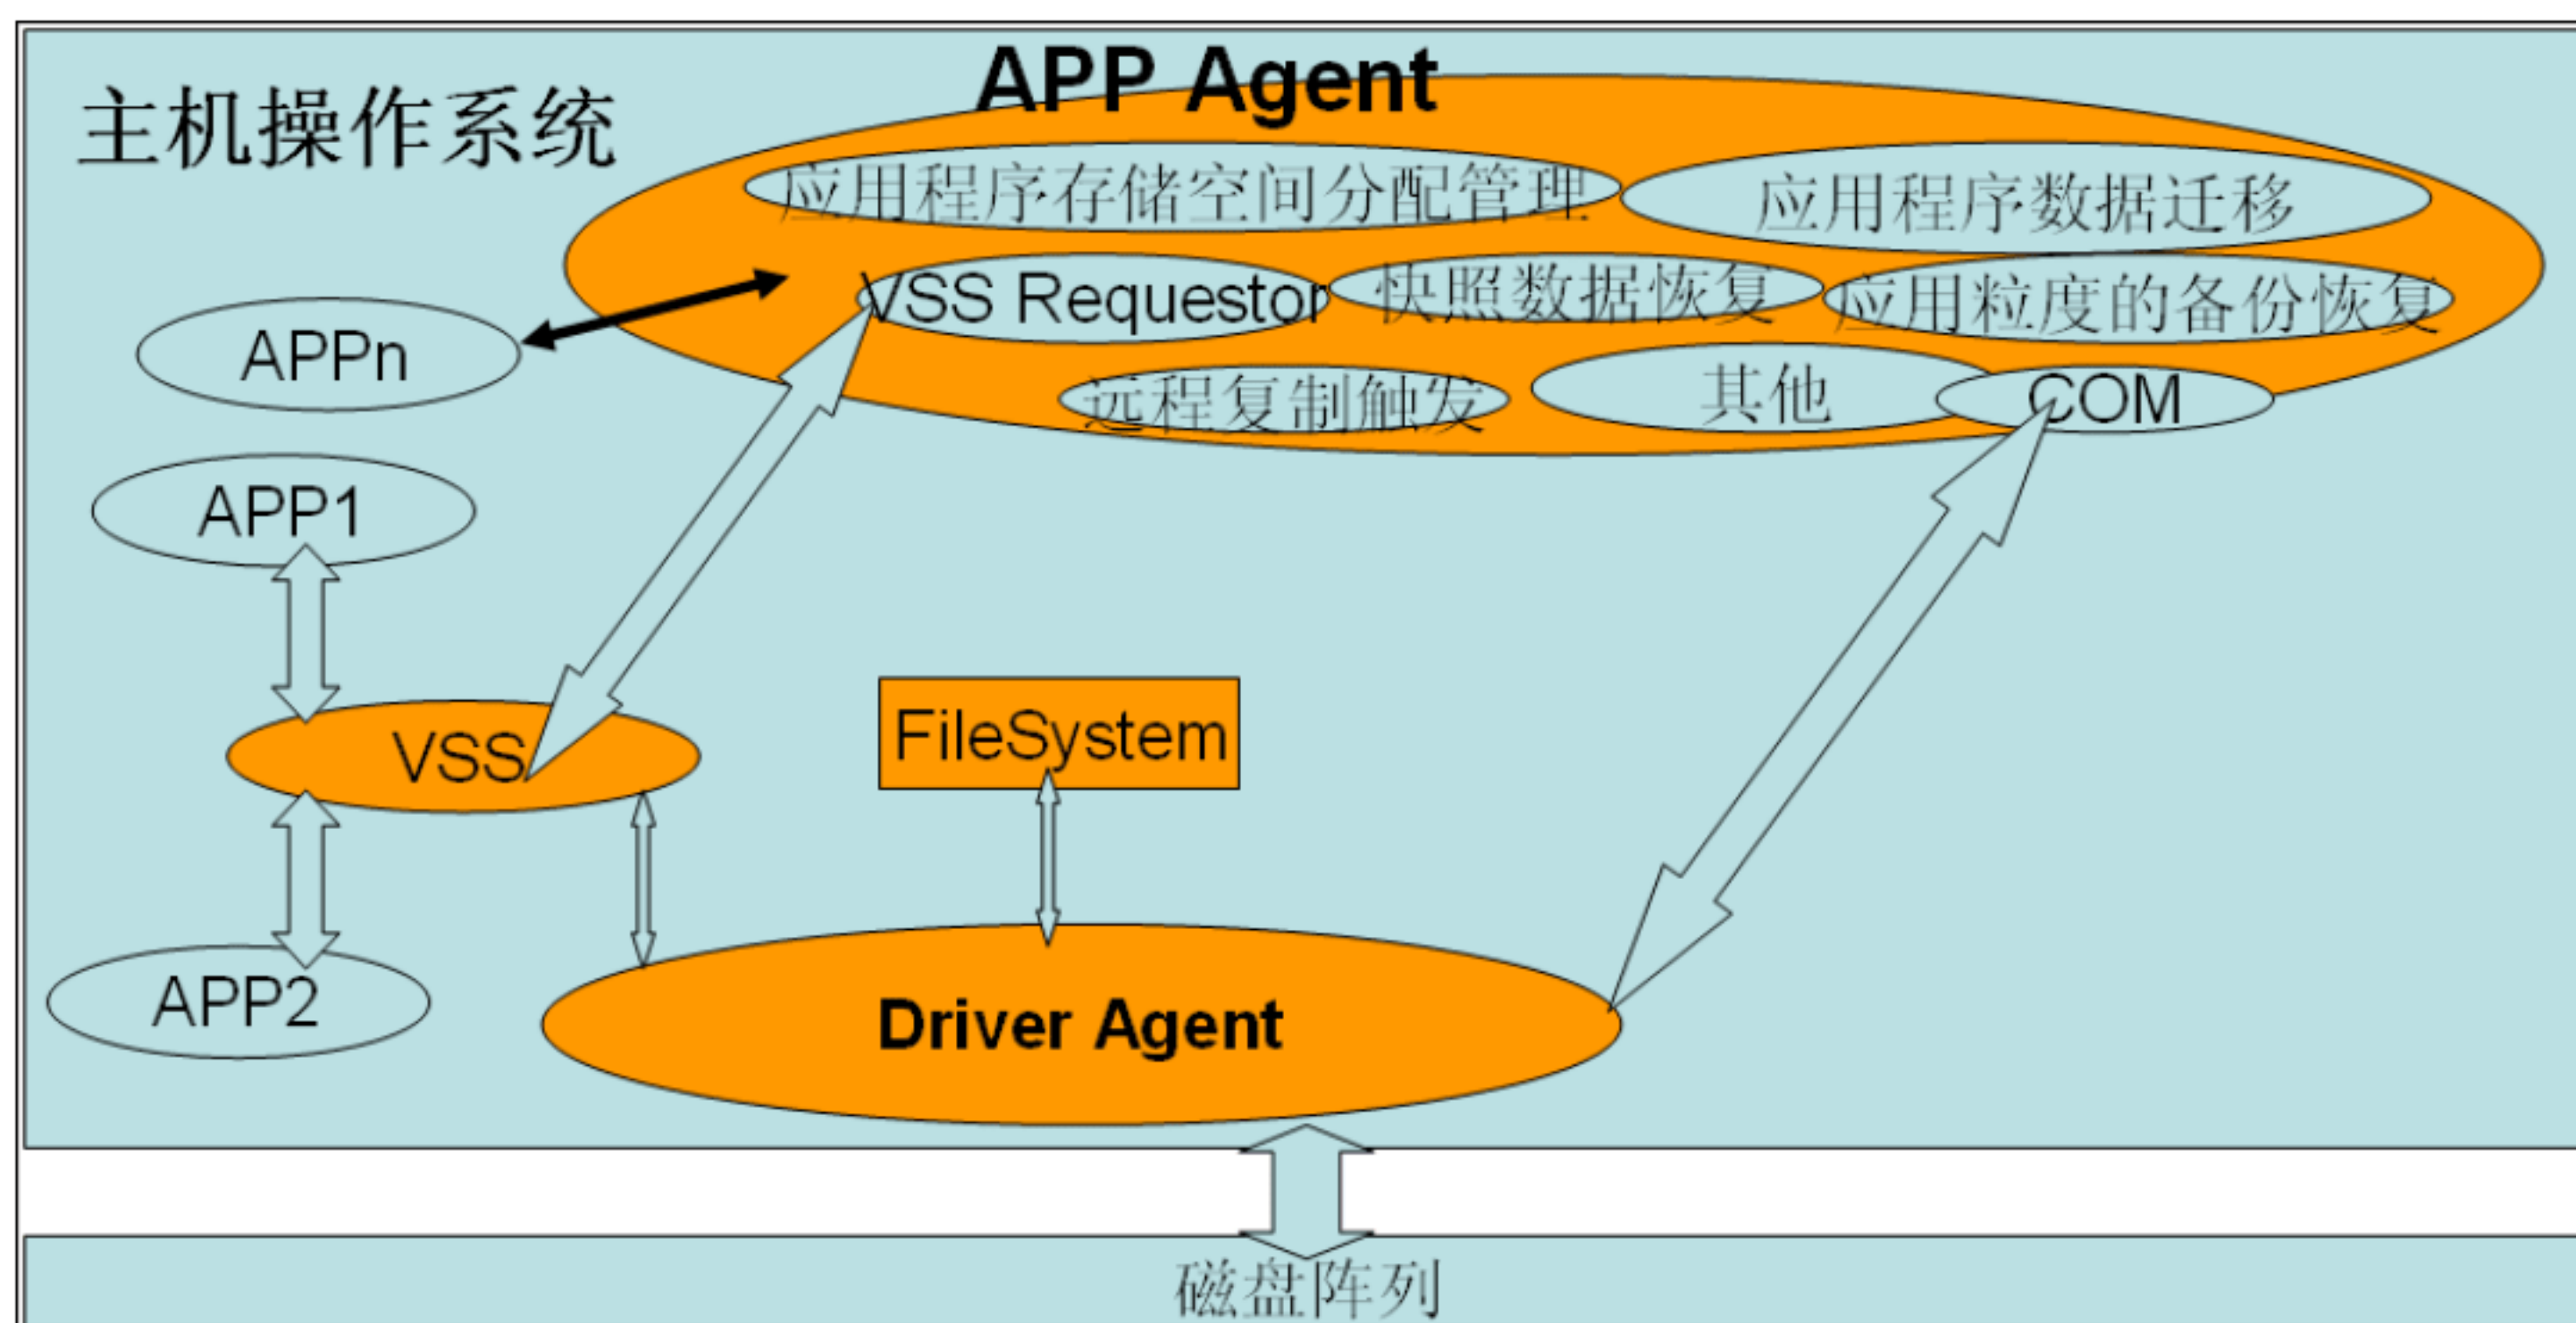 APP Agent
主机操作系统
应用程序存储空间分配管理
应用程序数据迁移
VSS Requestor
快照数据恢复
应用粒度的备份恢复
APPn
远程复制触发
其他
COM
APP1
VSS
FileSystem
APP2
Driver Agent
磁盘阵列